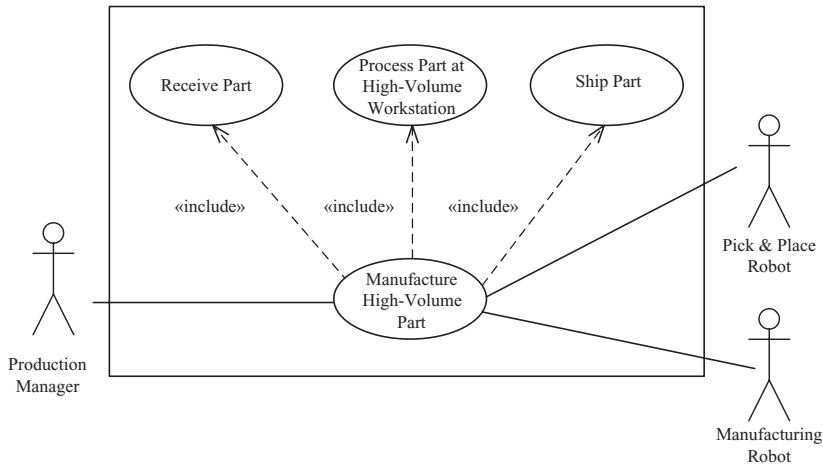 Receive Part
Process Part at
High-Volume
Workstation
Ship Part
«include»
«include»
«include»
Manufacture
High-Volume
Part
Production
Manager
Pick & Place
Robot
Manufacturing
Robot